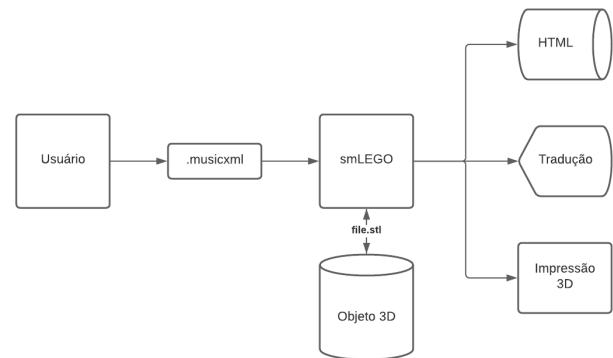 HTML
Usuário
.musicxml
smLEGO
Tradução
file.stl
Objeto 3D
Impressão
3D